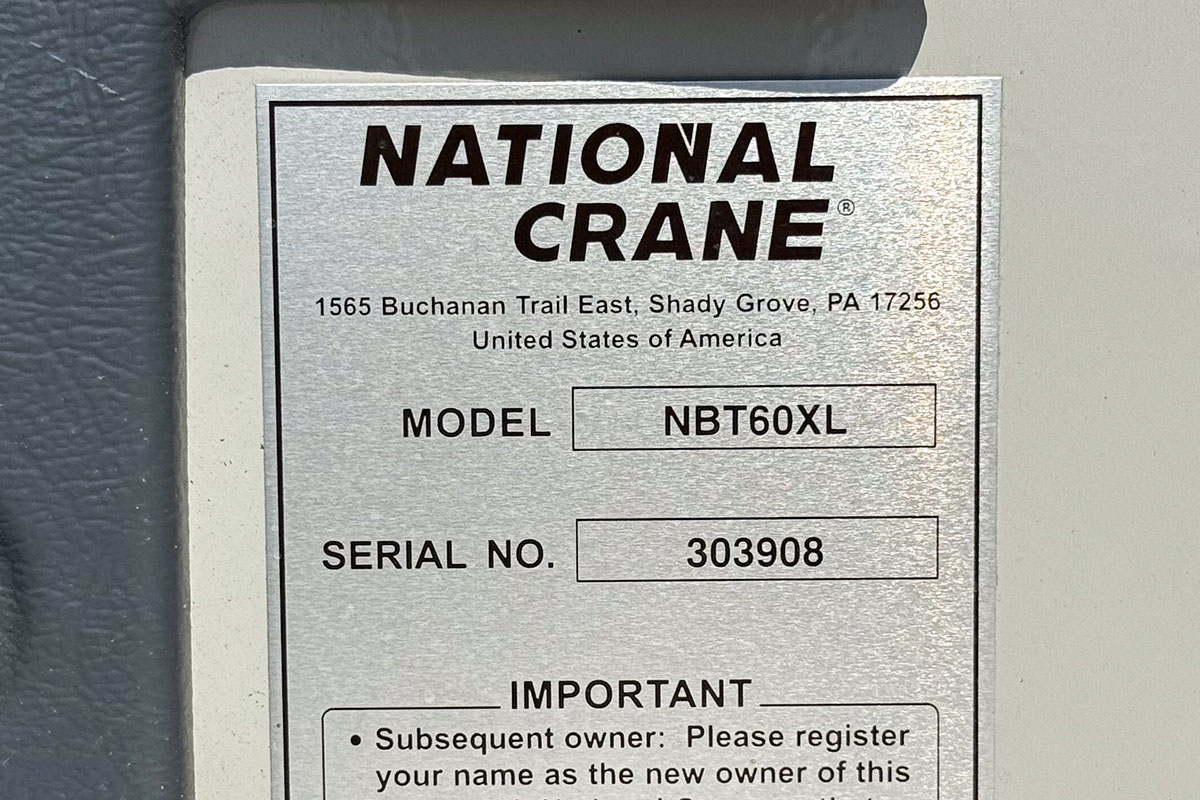 NATIONAL
CRANE®
1565 Buchanan Trail East, Shady Grove, PA 17256
United States of America
MODEL NBT60XL
SERIAL NO. 303908
IMPORTANT
• Subsequent owner: Please register
your name as the new owner of this